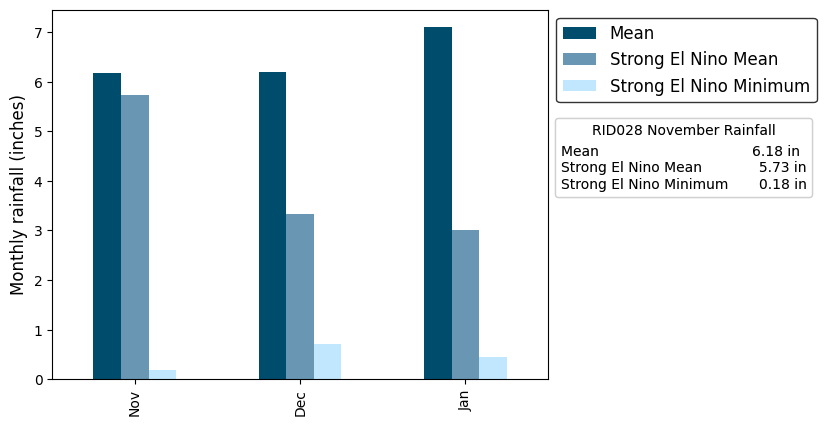 Monthly rainfall (inches)
7
6
5
4
3
2
1
0
Nov
Dec
Jan
Mean
Strong El Nino Mean
Strong El Nino Minimum
RID028 November Rainfall
Mean 6.18 in
Strong El Nino Mean 5.73 in
Strong El Nino Minimum 0.18 in